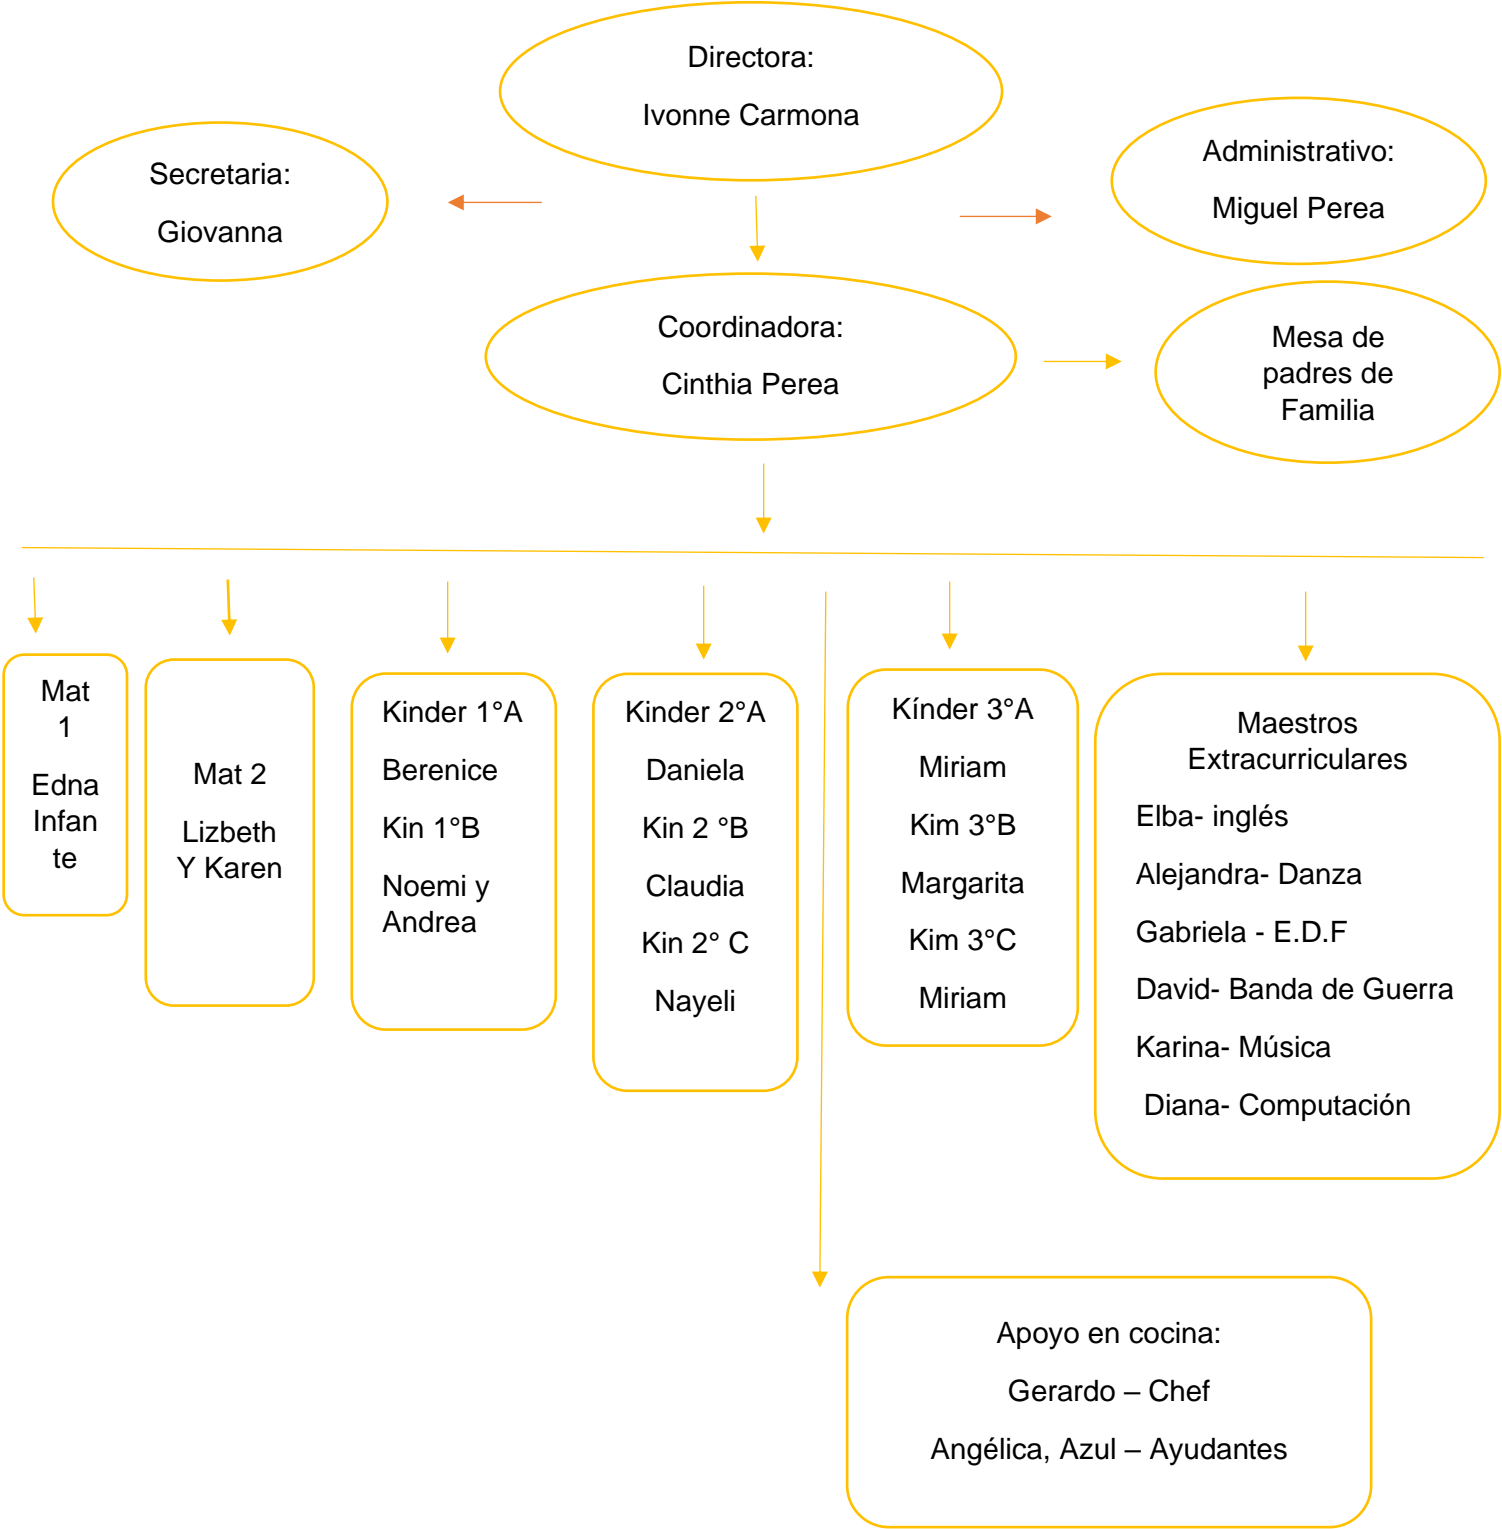 Directora:
Ivonne Carmona
Secretaria:
Giovanna
Administrativo:
Miguel Perea
Coordinadora:
Cinthia Perea
Mesa de
padres de
Familia
Mat
1
Edna
Infan
te
Mat 2
Lizbeth
Y Karen
Kinder 1°A
Berenice
Kin 1°B
Noemi y
Andrea
Kinder 2°A
Daniela
Kin 2 °B
Claudia
Kin 2° C
Nayeli
Kínder 3°A
Miriam
Kim 3°B
Margarita
Kim 3°C
Miriam
Maestros
Extracurriculares
Elba- inglés
Alejandra- Danza
Gabriela - E.D.F
David- Banda de Guerra
Karina- Música
Diana- Computación
Apoyo en cocina:
Gerardo – Chef
Angélica, Azul – Ayudantes